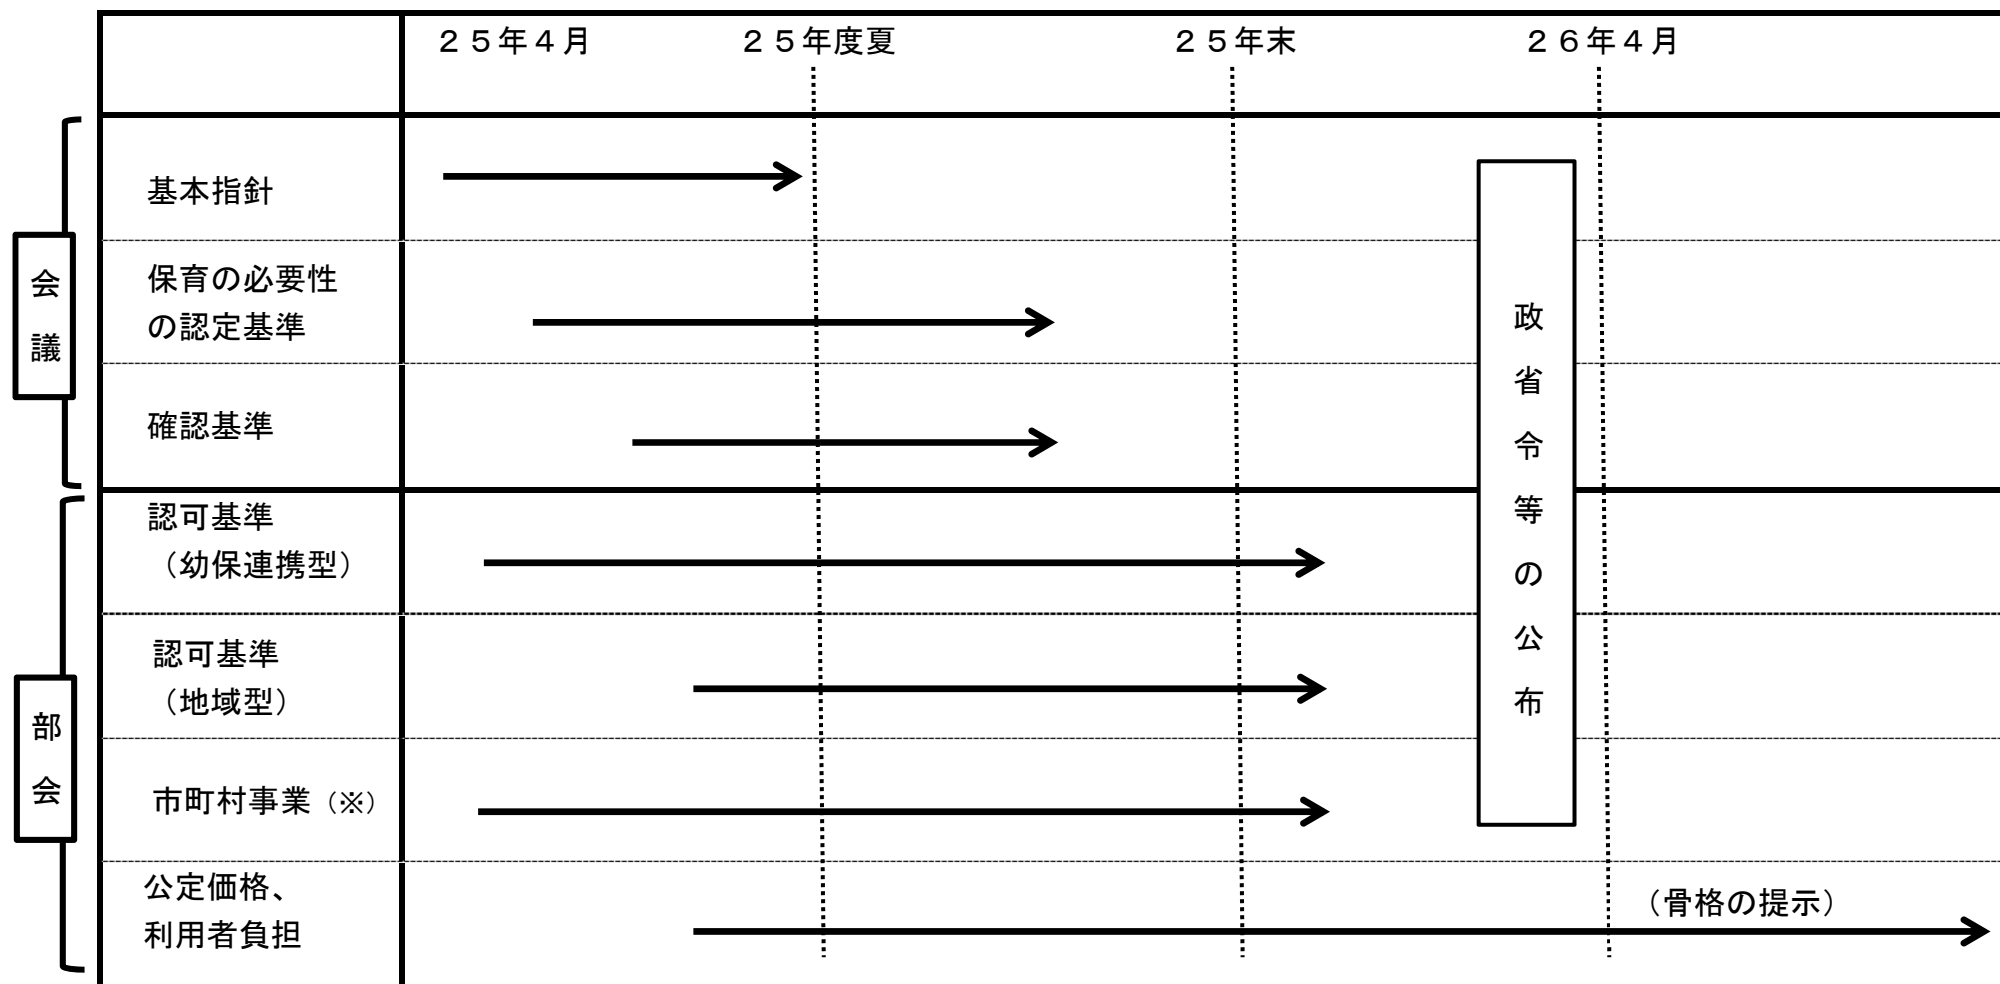 ２５年４月 ２５年度夏 ２５年末 ２６年４月
会議
基本指針
保育の必要性
の認定基準
確認基準
部会
認可基準
（幼保連携型）
認可基準
（地域型）
市町村事業（※）
公定価格、
利用者負担
（骨格の提示）
政省令等の公布